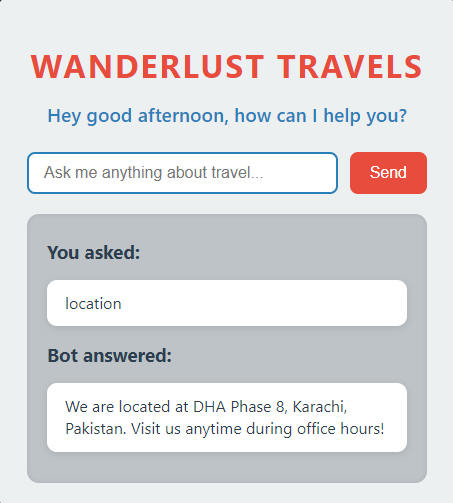 WANDERLUST TRAVELS
Hey good afternoon, how can I help you?
Ask me anything about travel...
Send
You asked:
location
Bot answered:
We are located at DHA Phase 8, Karachi,
Pakistan. Visit us anytime during office hours!